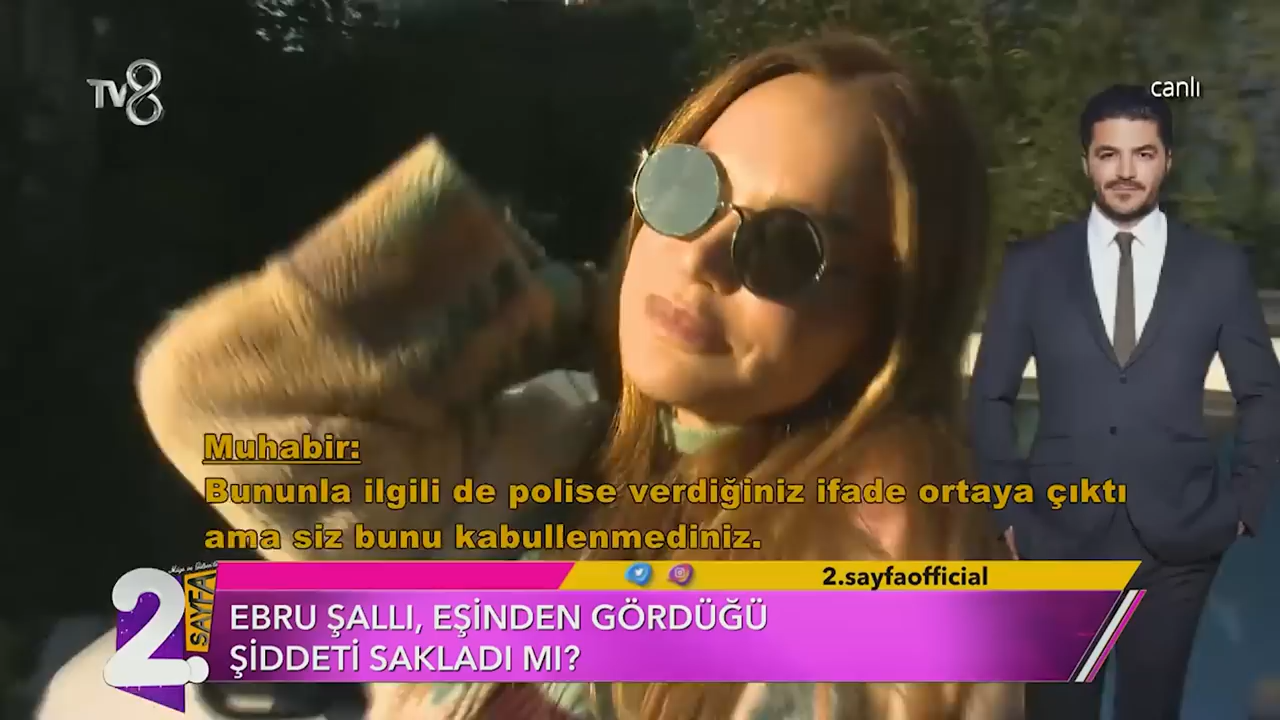 TV8
canlı
Muhabir:
Bununla ilgili de polise verdiğiniz ifade ortaya çıktı
ama siz bunu kabullenmediniz.
2.sayfaofficial
2. SAYFA
EBRU ŞALLI, EŞİNDEN GÖRDÜĞÜ
ŞİDDETİ SAKLADI MI?